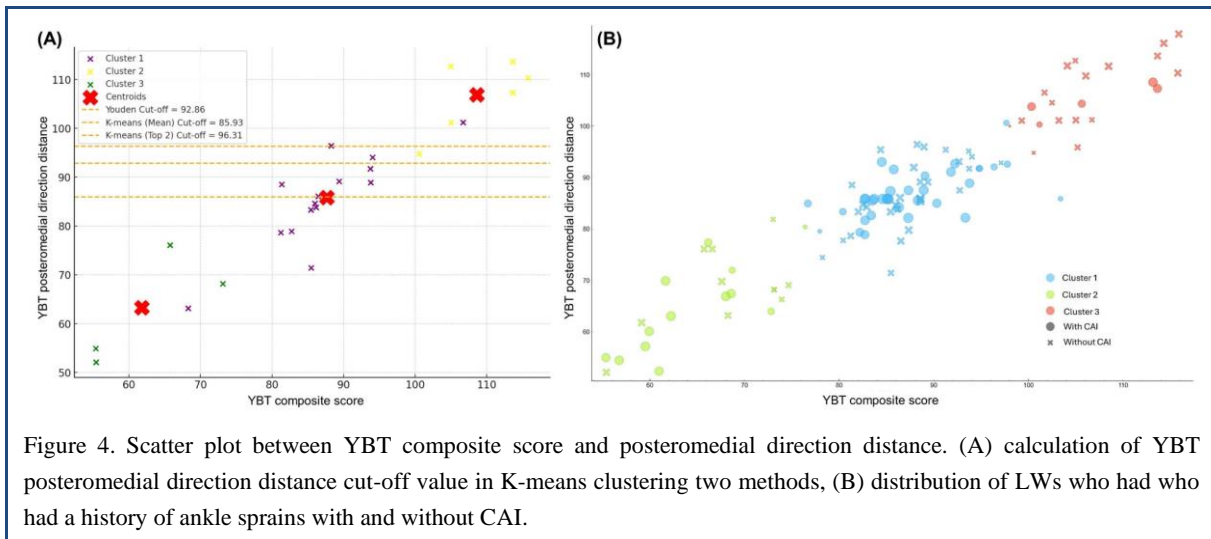 (A)
Cluster 1
Cluster 2
Cluster 3
Centroids
Youden Cut-off = 92.86
K-means (Mean) Cut-off = 85.93
K-means (Top 2) Cut-off = 96.31
YBT posteromedial direction distance
110
100
90
80
70
60
50
60 70 80 90 100 110
YBT composite score
(B)
YBT posteromedial direction distance
110
100
90
80
70
60
Cluster 1
Cluster 2
Cluster 3
With CAI
Without CAI
60 70 80 90 100 110
YBT composite score
Figure 4. Scatter plot between YBT composite score and posteromedial direction distance. (A) calculation of YBT
posteromedial direction distance cut-off value in K-means clustering two methods, (B) distribution of LWs who had who
had a history of ankle sprains with and without CAI.